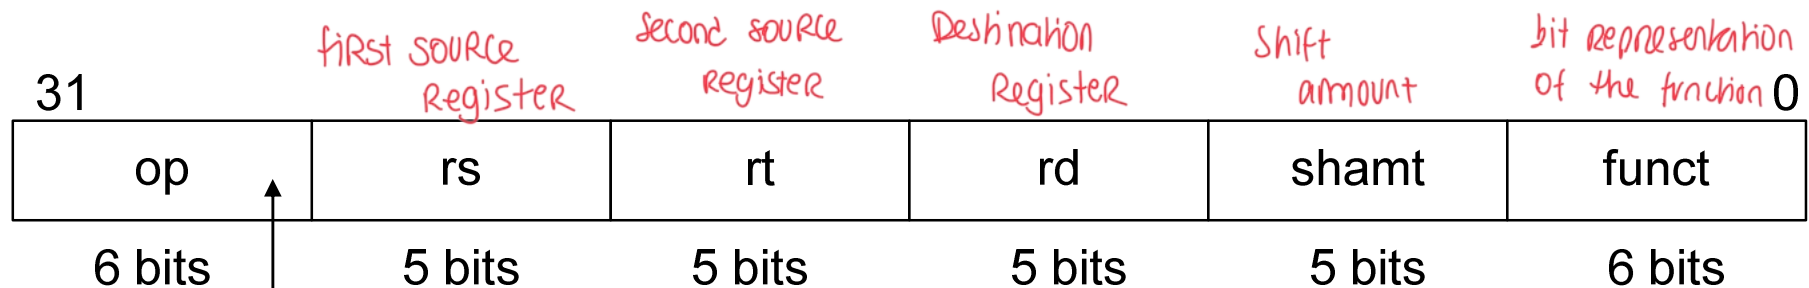 first source
Register
second source
register
Destination
Register
Shift
ammount
bit representation
of the function
31
0
op
rs
rt
rd
shamt
funct
6 bits
5 bits
5 bits
5 bits
5 bits
6 bits